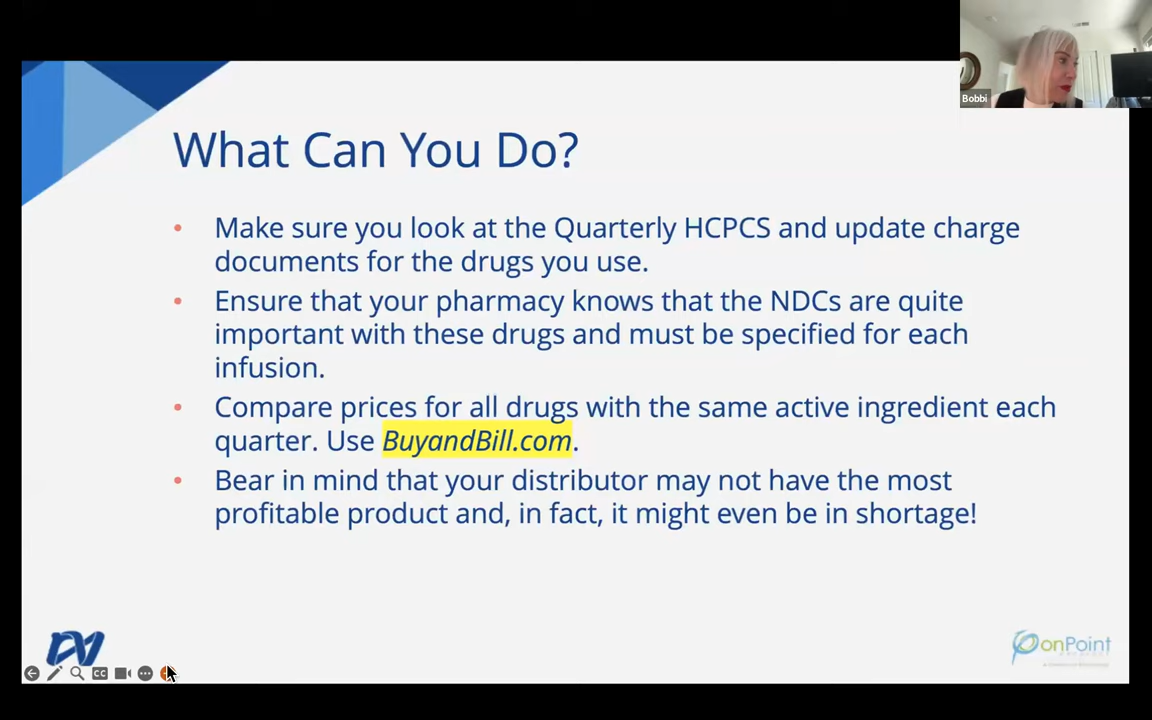 Bobbi
What Can You Do?
• Make sure you look at the Quarterly HCPCS and update charge
documents for the drugs you use.
• Ensure that your pharmacy knows that the NDCs are quite
important with these drugs and must be specified for each
infusion.
• Compare prices for all drugs with the same active ingredient each
quarter. Use BuyandBill.com.
• Bear in mind that your distributor may not have the most
profitable product and, in fact, it might even be in shortage!
onPoint
CC